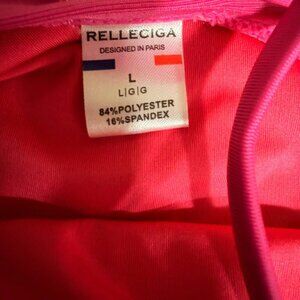 RELLECIGA
DESIGNED IN PARIS
L
L|G|G
84%POLYESTER
16%SPANDEX